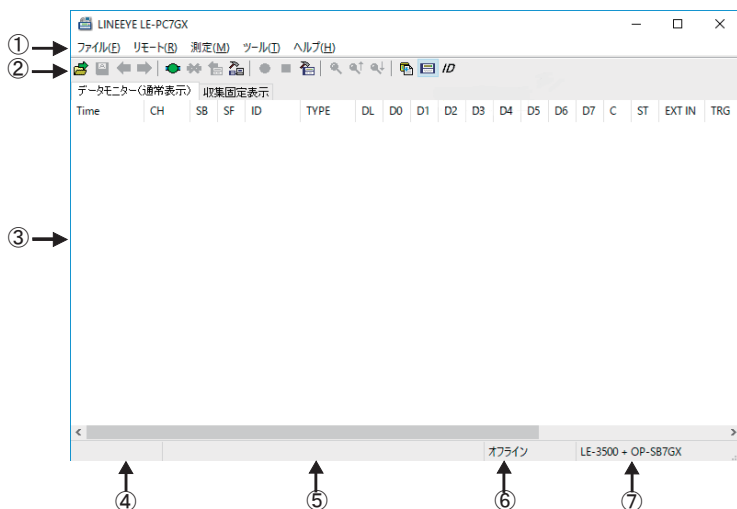 LINEEYE LE-PC7GX
① ファイル(F) リモート(R) 測定(M) ツール(T) ヘルプ(H)
② ID
データモニター(通常表示) 収集固定表示
Time CH SB SF ID TYPE DL D0 D1 D2 D3 D4 D5 D6 D7 C ST EXT IN TRG
③
オフライン LE-3500 + OP-SB7GX
④ ⑤ ⑥ ⑦